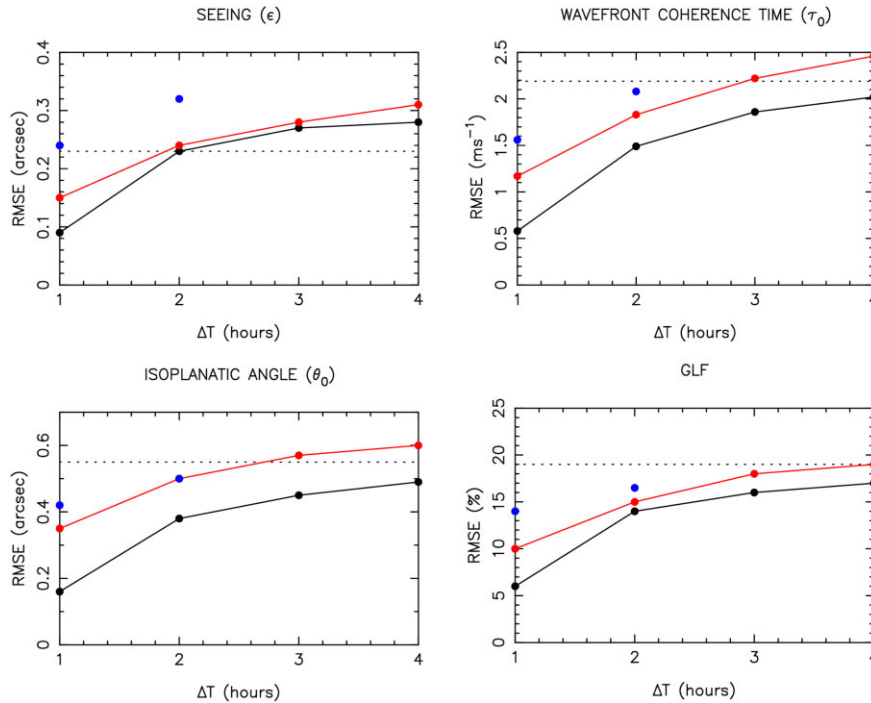 SEEING (ϵ)
0.4
0.3
0.2
0.1
0
RMSE (arcsec)
1 2 3 4
ΔT (hours)
WAVEFRONT COHERENCE TIME (τ₀)
2.5
2
1.5
1
0.5
0
RMSE (ms⁻¹)
1 2 3 4
ΔT (hours)
ISOPLANATIC ANGLE (θ₀)
0.6
0.4
0.2
0
RMSE (arcsec)
1 2 3 4
ΔT (hours)
GLF
25
20
15
10
5
0
RMSE (%)
1 2 3 4
ΔT (hours)